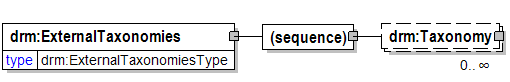 drm:ExternalTaxonomies (sequence) drm:Taxonomy
type drm:ExternalTaxonomiesType
0.. ∞